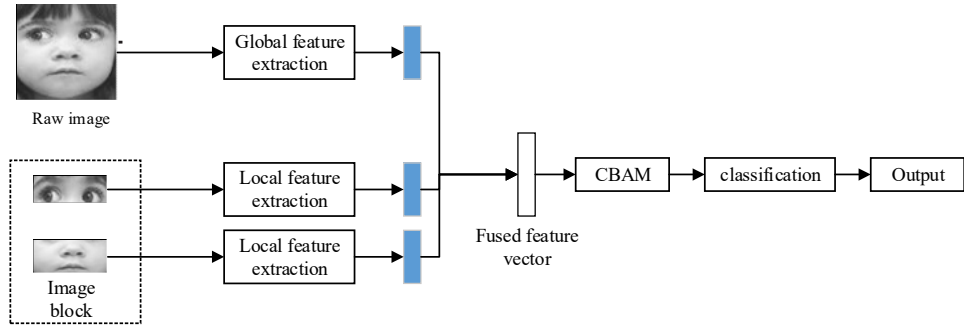 Global feature
extraction
Raw image
Local feature
extraction
CBAM
classification
Output
Fused feature
vector
Local feature
extraction
Image
block